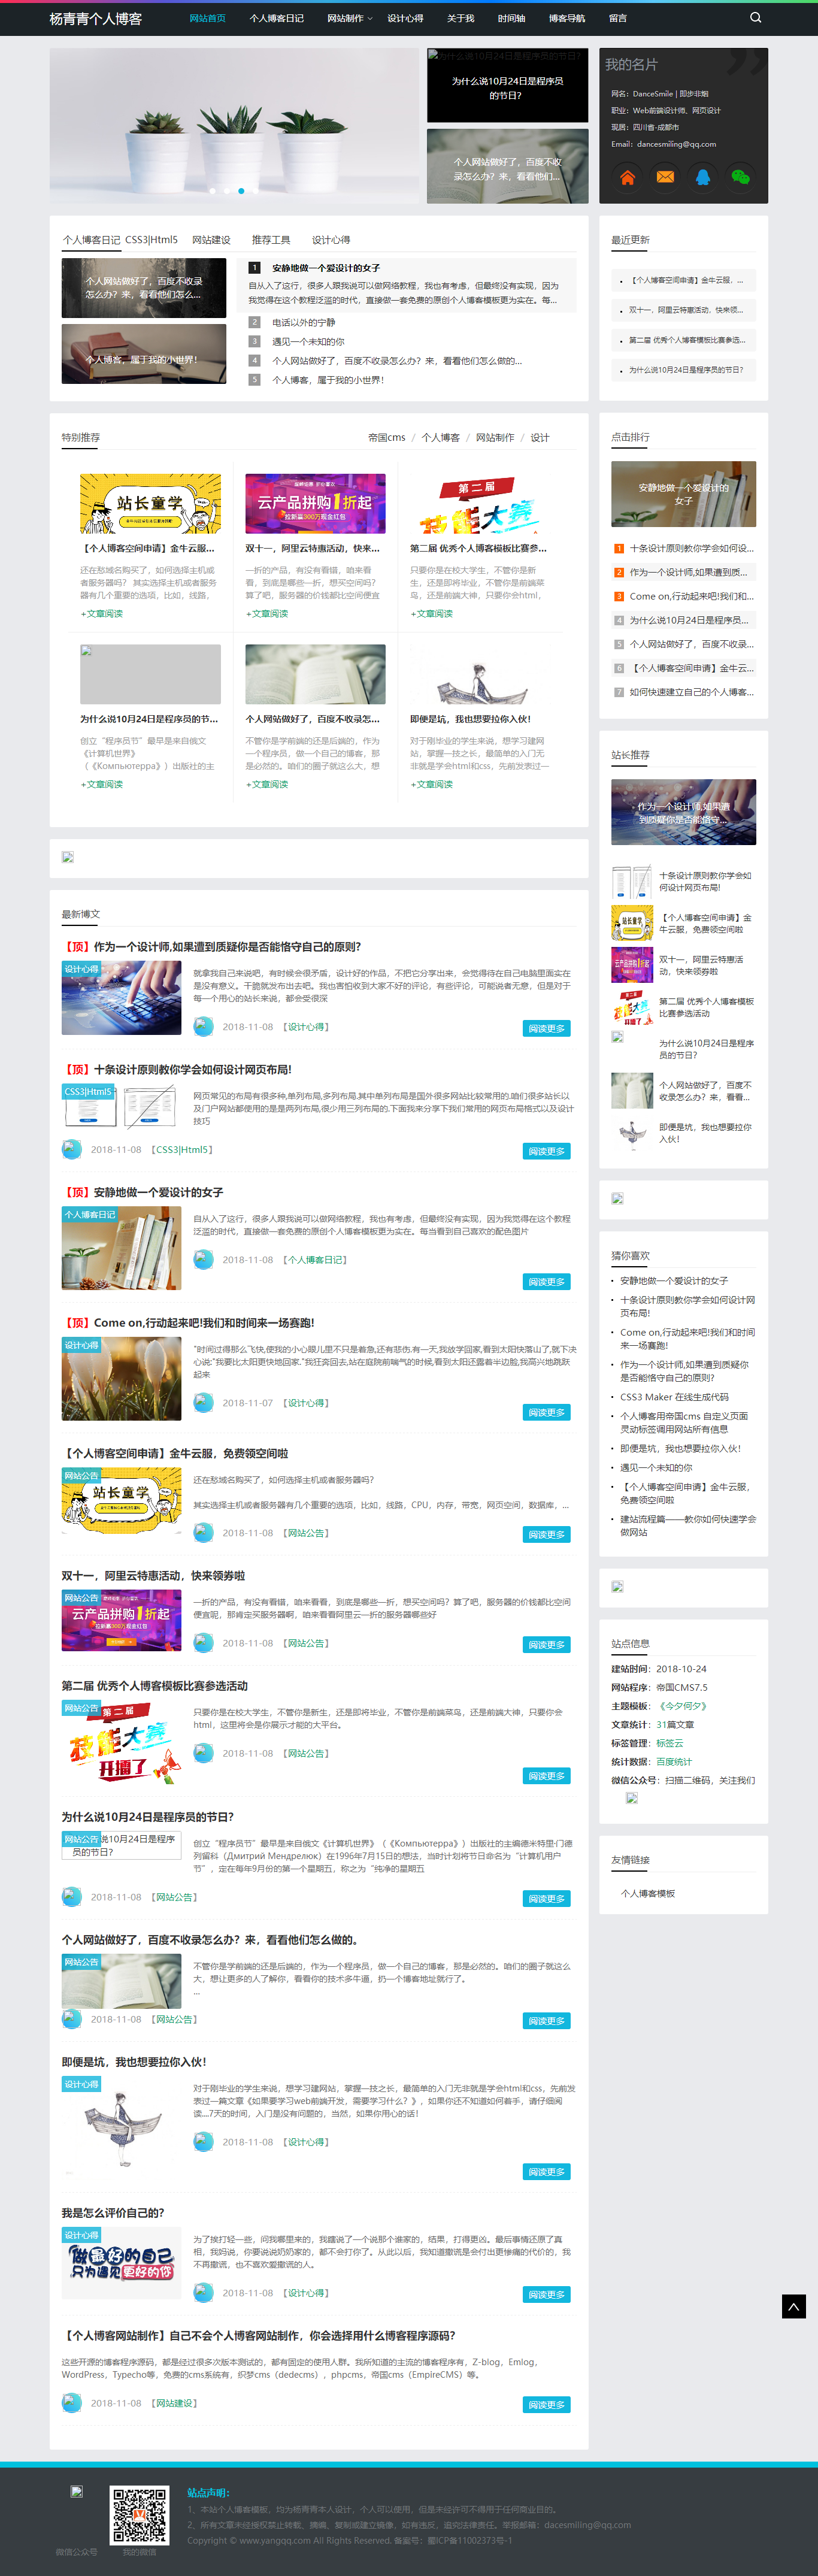 杨青青个人博客
网站首页 个人博客日记 网站制作 设计心得 关于我 时间轴 博客导航 留言
为什么说10月24日是程序员的节日?
为什么说10月24日是程序员
的节日?
个人网站做好了，百度不收
录怎么办？来，看看他们...
我的名片
网名：DanceSmile | 即步非烟
职业：Web前端设计师、网页设计
现居：四川省-成都市
Email：dancesmiling@qq.com
个人博客日记 CSS3|Html5 网站建设 推荐工具 设计心得
个人网站做好了，百度不收录
怎么办？来，看看他们怎么...
个人博客，属于我的小世界！
1 安静地做一个爱设计的女子
自从入了这行，很多人跟我说可以做网络教程，我也有考虑，但最终没有实现，因为
我觉得在这个教程泛滥的时代，直接做一套免费的原创个人博客模板更为实在。每...
2 电话以外的宁静
3 遇见一个未知的你
4 个人网站做好了，百度不收录怎么办？来，看看他们怎么做的...
5 个人博客，属于我的小世界！
最近更新
【个人博客空间申请】金牛云服，...
双十一，阿里云特惠活动，快来领...
第二届 优秀个人博客模板比赛参选...
为什么说10月24日是程序员的节日?
特别推荐
帝国cms / 个人博客 / 网站制作 / 设计
站长童学
云产品拼购1折起
拉新赢300万现金红包
第二届
技能大赛
【个人博客空间申请】金牛云服...
还在愁域名购买了，如何选择主机或
者服务器吗？ 其实选择主机或者服务
器有几个重要的选项，比如，线路，
+文章阅读
双十一，阿里云特惠活动，快来...
一折的产品，有没有看错，咱来看
看，到底是哪些一折，想买空间吗？
算了吧，服务器的价钱都比空间便宜
+文章阅读
第二届 优秀个人博客模板比赛参...
只要你是在校大学生，不管你是新
生，还是即将毕业，不管你是前端菜
鸟，还是前端大神，只要你会html，
+文章阅读
为什么说10月24日是程序员的节...
创立“程序员节”最早是来自俄文
《计算机世界》
（《Компьютерра》）出版社的主
+文章阅读
个人网站做好了，百度不收录怎...
不管你是学前端的还是后端的，作为
一个程序员，做一个自己的博客，那
是必然的。咱们的圈子就这么大，想
+文章阅读
即便是坑，我也想要拉你入伙！
对于刚毕业的学生来说，想学习建网
站，掌握一技之长，最简单的入门无
非就是学会html和css，先前发表过一
+文章阅读
点击排行
安静地做一个爱设计的
女子
1 十条设计原则教你学会如何设...
2 作为一个设计师,如果遭到质...
3 Come on,行动起来吧!我们和...
4 为什么说10月24日是程序员...
5 个人网站做好了，百度不收录...
6 【个人博客空间申请】金牛云...
7 如何快速建立自己的个人博客...
站长推荐
作为一个设计师,如果遭
到质疑你是否能恪守...
十条设计原则教你学会如
何设计网页布局!
【个人博客空间申请】金
牛云服，免费领空间啦
双十一，阿里云特惠活
动，快来领券啦
第二届 优秀个人博客模板
比赛参选活动
为什么说10月24日是程序
员的节日?
个人网站做好了，百度不
收录怎么办？来，看看...
即便是坑，我也想要拉你
入伙！
最新博文
【顶】作为一个设计师,如果遭到质疑你是否能恪守自己的原则?
设计心得
就拿我自己来说吧，有时候会很矛盾，设计好的作品，不把它分享出来，会觉得待在自己电脑里面实在
是没有意义。干脆就发布出去吧。我也害怕收到大家不好的评论，有些评论，可能说者无意，但是对于
每一个用心的站长来说，都会受很深
2018-11-08 【设计心得】
阅读更多
【顶】十条设计原则教你学会如何设计网页布局!
CSS3|Html5
网页常见的布局有很多种,单列布局,多列布局.其中单列布局是国外很多网站比较常用的.咱们很多站长以
及门户网站都使用的是是两列布局,很少用三列布局的.下面我来分享下我们常用的网页布局格式以及设计
技巧
2018-11-08 【CSS3|Html5】
阅读更多
【顶】安静地做一个爱设计的女子
个人博客日记
自从入了这行，很多人跟我说可以做网络教程，我也有考虑，但最终没有实现，因为我觉得在这个教程
泛滥的时代，直接做一套免费的原创个人博客模板更为实在。每当看到自己喜欢的配色图片
2018-11-08 【个人博客日记】
阅读更多
【顶】Come on,行动起来吧!我们和时间来一场赛跑!
设计心得
"时间过得那么飞快,使我的小心眼儿里不只是着急,还有悲伤.有一天,我放学回家,看到太阳快落山了,就下决
心说:"我要比太阳更快地回家."我狂奔回去,站在庭院前喘气的时候,看到太阳还露着半边脸,我高兴地跳跃
起来
2018-11-07 【设计心得】
阅读更多
【个人博客空间申请】金牛云服，免费领空间啦
网站公告
站长童学
还在愁域名购买了，如何选择主机或者服务器吗？
其实选择主机或者服务器有几个重要的选项，比如，线路，CPU，内存，带宽，网页空间，数据库，...
2018-11-08 【网站公告】
阅读更多
双十一，阿里云特惠活动，快来领券啦
网站公告
云产品拼购1折起
拉新赢300万现金红包
一折的产品，有没有看错，咱来看看，到底是哪些一折，想买空间吗？算了吧，服务器的价钱都比空间
便宜呢，那肯定买服务器啊，咱来看看阿里云一折的服务器哪些好
2018-11-08 【网站公告】
阅读更多
第二届 优秀个人博客模板比赛参选活动
网站公告
第二届
技能大赛
开播了
只要你是在校大学生，不管你是新生，还是即将毕业，不管你是前端菜鸟，还是前端大神，只要你会
html，这里将会是你展示才能的大平台。
2018-11-08 【网站公告】
阅读更多
为什么说10月24日是程序员的节日?
网站公告
说10月24日是程序
员的节日?
创立“程序员节”最早是来自俄文《计算机世界》（《Компьютерра》）出版社的主编德米特里·门德
列留科（Дмитрий Мендрелюк）在1996年7月15日的想法，当时计划将节日命名为“计算机用户
节”，定在每年9月份的第一个星期五，称之为“纯净的星期五
2018-11-08 【网站公告】
阅读更多
个人网站做好了，百度不收录怎么办？来，看看他们怎么做的。
网站公告
不管你是学前端的还是后端的，作为一个程序员，做一个自己的博客，那是必然的。咱们的圈子就这么
大，想让更多的人了解你，看看你的技术多牛逼，扔一个博客地址就行了。
...
2018-11-08 【网站公告】
阅读更多
即便是坑，我也想要拉你入伙！
设计心得
对于刚毕业的学生来说，想学习建网站，掌握一技之长，最简单的入门无非就是学会html和css，先前发
表过一篇文章《如果要学习web前端开发，需要学习什么？》，如果你还不知道如何着手，请仔细阅
读....7天的时间，入门是没有问题的，当然，如果你用心的话！
2018-11-08 【设计心得】
阅读更多
我是怎么评价自己的?
设计心得
做最好的自己
只为遇见更好的你
为了挨打轻一些，问我哪里来的，我瞎说了一个说那个谁家的，结果，打得更凶。最后事情还原了真
相，我妈说，你要说说奶奶家的，都不会打你了。从此以后，我知道撒谎是会付出更惨痛的代价的，我
不再撒谎，也不喜欢爱撒谎的人。
2018-11-08 【设计心得】
阅读更多
【个人博客网站制作】自己不会个人博客网站制作，你会选择用什么博客程序源码?
这些开源的博客程序源码，都是经过很多次版本测试的，都有固定的使用人群。我所知道的主流的博客程序有，Z-blog，Emlog，
WordPress，Typecho等，免费的cms系统有，织梦cms（dedecms），phpcms，帝国cms（EmpireCMS）等。
2018-11-08 【网站建设】
阅读更多
猜你喜欢
安静地做一个爱设计的女子
十条设计原则教你学会如何设计网
页布局!
Come on,行动起来吧!我们和时间
来一场赛跑!
作为一个设计师,如果遭到质疑你
是否能恪守自己的原则?
CSS3 Maker 在线生成代码
个人博客用帝国cms 自定义页面
灵动标签调用网站所有信息
即便是坑，我也想要拉你入伙！
遇见一个未知的你
【个人博客空间申请】金牛云服，
免费领空间啦
建站流程篇——教你如何快速学会
做网站
站点信息
建站时间：2018-10-24
网站程序：帝国CMS7.5
主题模板：《今夕何夕》
文章统计：31篇文章
标签管理：标签云
统计数据：百度统计
微信公众号：扫描二维码，关注我们
友情链接
个人博客模板
微信公众号
我的微信
站点声明：
1、本站个人博客模板，均为杨青青本人设计，个人可以使用，但是未经许可不得用于任何商业目的。
2、所有文章未经授权禁止转载、摘编、复制或建立镜像，如有违反，追究法律责任。举报邮箱：dacesmiling@qq.com
Copyright © www.yangqq.com All Rights Reserved. 备案号：蜀ICP备11002373号-1